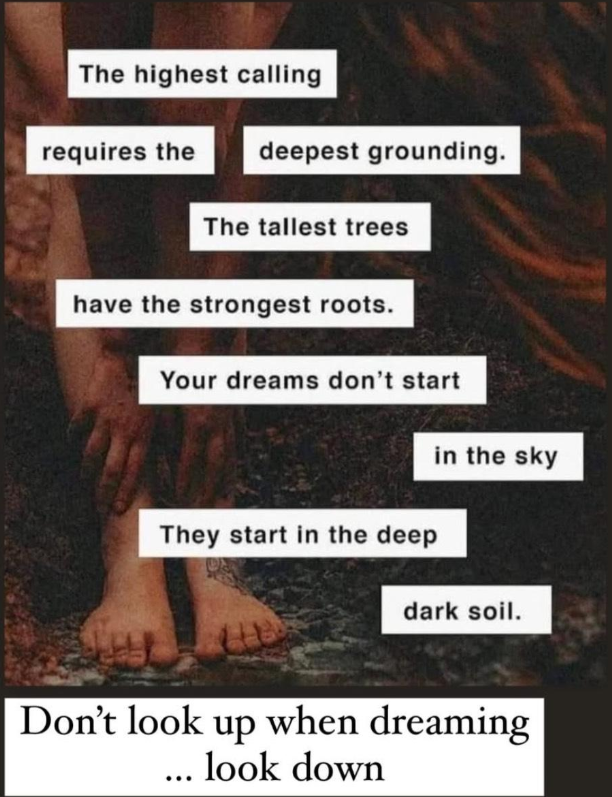 The highest calling
requires the deepest grounding.
The tallest trees
have the strongest roots.
Your dreams don't start
in the sky
They start in the deep
dark soil.
Don't look up when dreaming
... look down